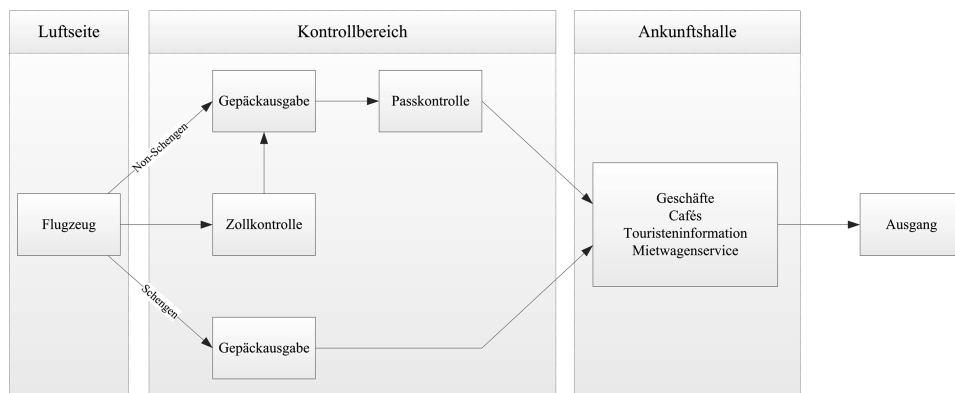 Luftseite
Kontrollbereich
Ankunftshalle
Gepäckausgabe
Passkontrolle
Non-Schengen
Flugzeug
Zollkontrolle
Geschäfte
Cafés
Touristeninformation
Mietwagenservice
Ausgang
Schengen
Gepäckausgabe